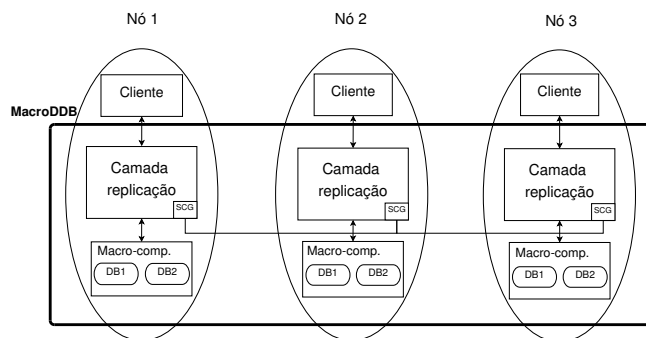 Nó 1 Nó 2 Nó 3
Cliente Cliente Cliente
MacroDDB
Camada replicação Camada replicação Camada replicação
SCG SCG SCG
Macro-comp. Macro-comp. Macro-comp.
DB1 DB2 DB1 DB2 DB1 DB2